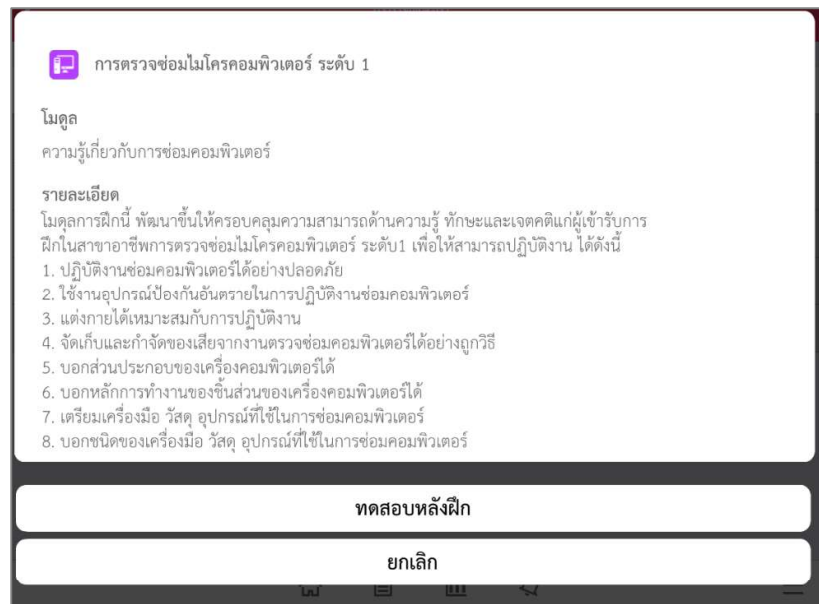 การตรวจซ่อมไมโครคอมพิวเตอร์ ระดับ 1
โมดูล
ความรู้เกี่ยวกับการซ่อมคอมพิวเตอร์
รายละเอียด
โมดุลการฝึกนี้ พัฒนาขึ้นให้ครอบคลุมความสามารถด้านความรู้ ทักษะและเจตคติแก่ผู้เข้ารับการ
ฝึกในสาขาอาชีพการตรวจซ่อมไมโครคอมพิวเตอร์ ระดับ1 เพื่อให้สามารถปฏิบัติงาน ได้ดังนี้
1. ปฏิบัติงานซ่อมคอมพิวเตอร์ได้อย่างปลอดภัย
2. ใช้งานอุปกรณ์ป้องกันอันตรายในการปฏิบัติงานซ่อมคอมพิวเตอร์
3. แต่งกายได้เหมาะสมกับการปฏิบัติงาน
4. จัดเก็บและกำจัดของเสียจากงานตรวจซ่อมคอมพิวเตอร์ได้อย่างถูกวิธี
5. บอกส่วนประกอบของเครื่องคอมพิวเตอร์ได้
6. บอกหลักการทำงานของชิ้นส่วนของเครื่องคอมพิวเตอร์ได้
7. เตรียมเครื่องมือ วัสดุ อุปกรณ์ที่ใช้ในการซ่อมคอมพิวเตอร์
8. บอกชนิดของเครื่องมือ วัสดุ อุปกรณ์ที่ใช้ในการซ่อมคอมพิวเตอร์
ทดสอบหลังฝึก
ยกเลิก